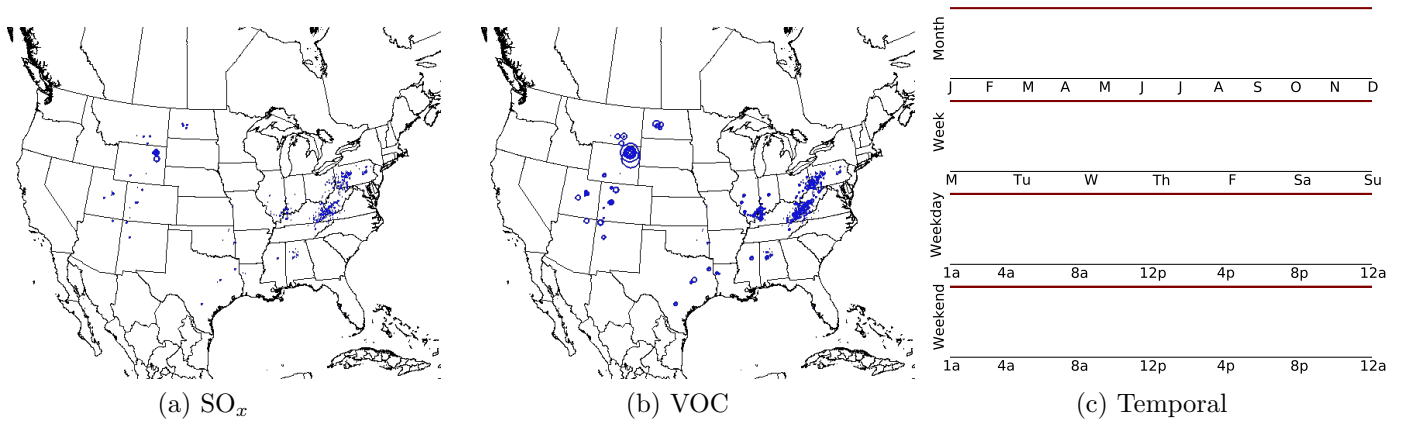 Month
J F M A M J J A S O N D
Week
M Tu W Th F Sa Su
Weekday
1a 4a 8a 12p 4p 8p 12a
Weekend
1a 4a 8a 12p 4p 8p 12a
(a) SOₓ (b) VOC (c) Temporal